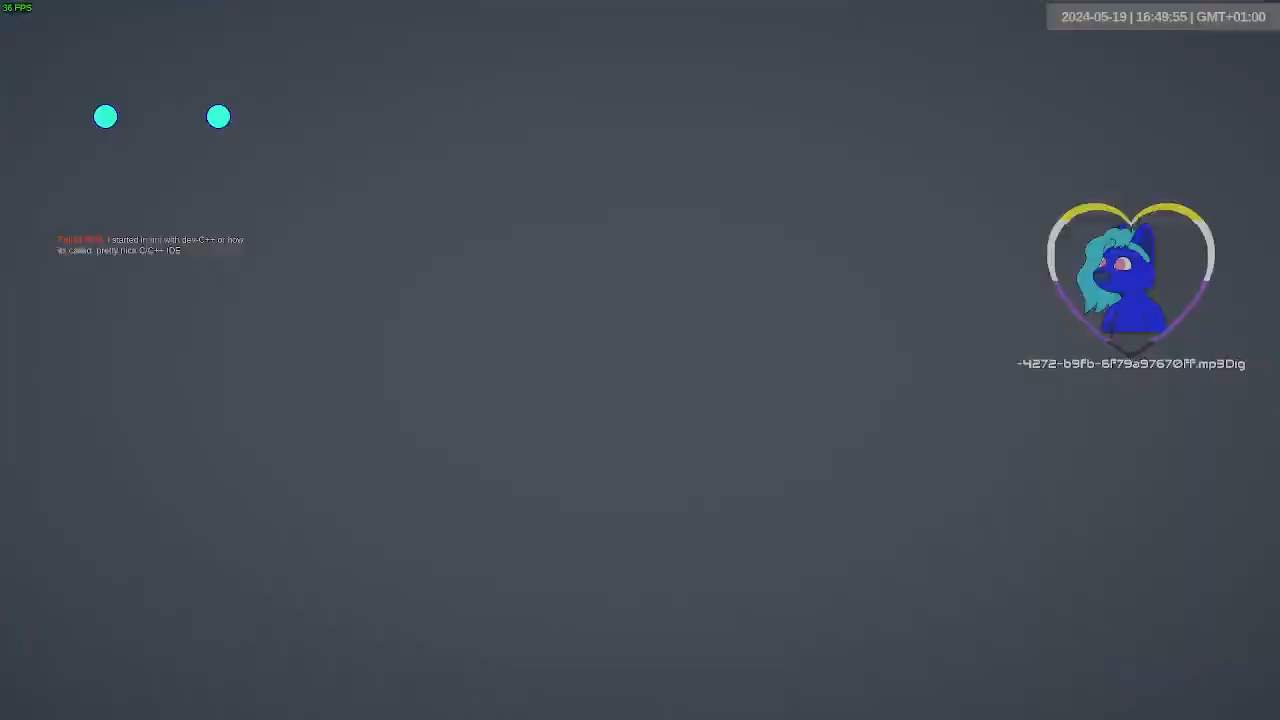 36 FPS
2024-05-19 | 16:49:55 | GMT+01:00
I started in uni with dev-C++ or how
its called, pretty nice C/C++ IDE
-4272-b9fb-6f79a97670ff.mp3Dig